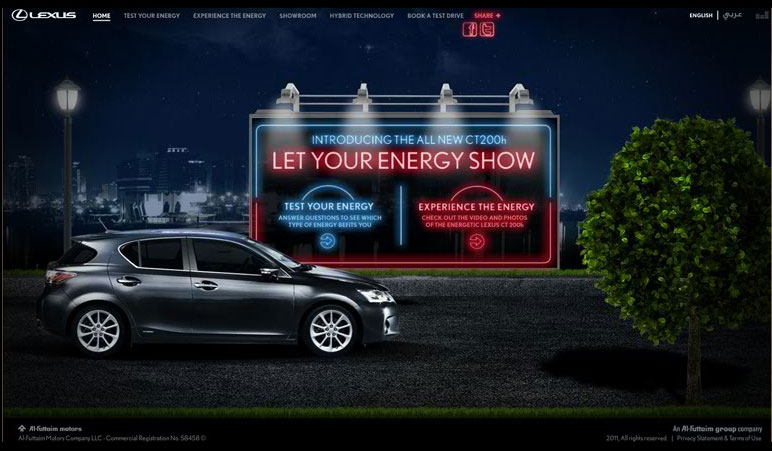 LEXUS
HOME TEST YOUR ENERGY EXPERIENCE THE ENERGY SHOWROOM HYBRID TECHNOLOGY BOOK A TEST DRIVE SHARE +
ENGLISH | عربي
INTRODUCING THE ALL NEW CT200h
LET YOUR ENERGY SHOW
TEST YOUR ENERGY
ANSWER QUESTIONS TO SEE WHICH
TYPE OF ENERGY BEFITS YOU
EXPERIENCE THE ENERGY
CHECK OUT THE VIDEO AND PHOTOS
OF THE ENERGETIC LEXUS CT 200h
Al-Futtaim motors
Al-Futtaim Motors Company LLC - Commercial Registration No. 58458 ©
An Al-Futtaim group company
2011, All rights reserved. | Privacy Statement & Terms of Use